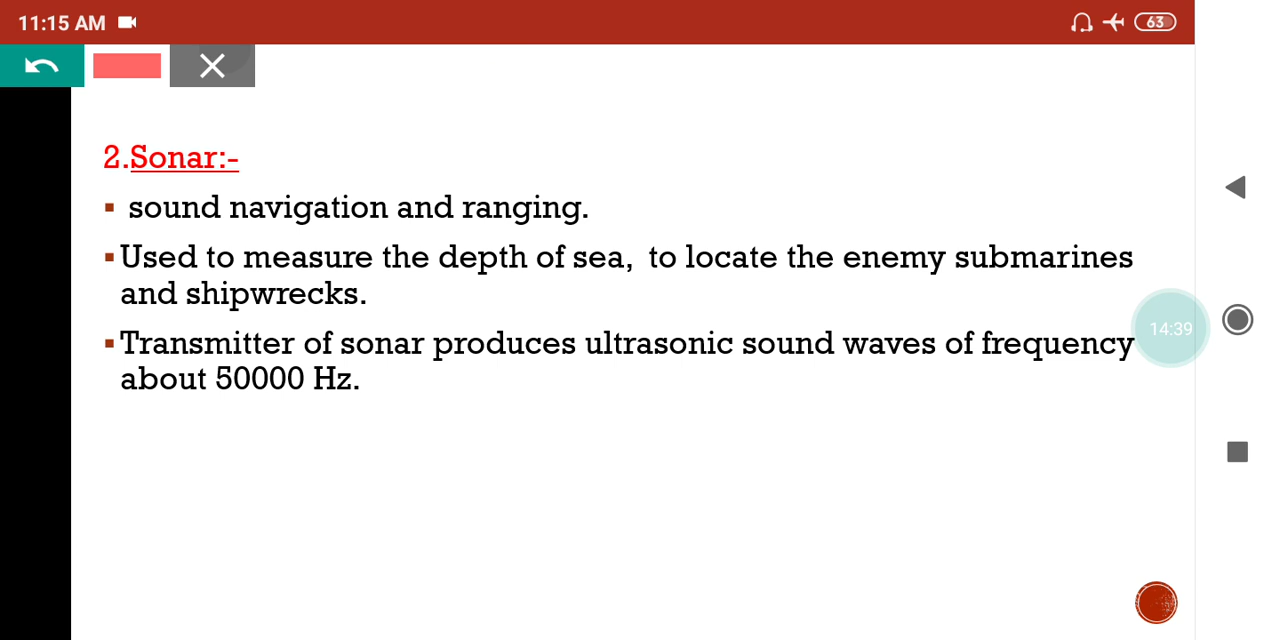 11:15 AM
63
2.Sonar:-
▪ sound navigation and ranging.
▪Used to measure the depth of sea,  to locate the enemy submarines
and shipwrecks.
14:39
▪Transmitter of sonar produces ultrasonic sound waves of frequency
about 50000 Hz.